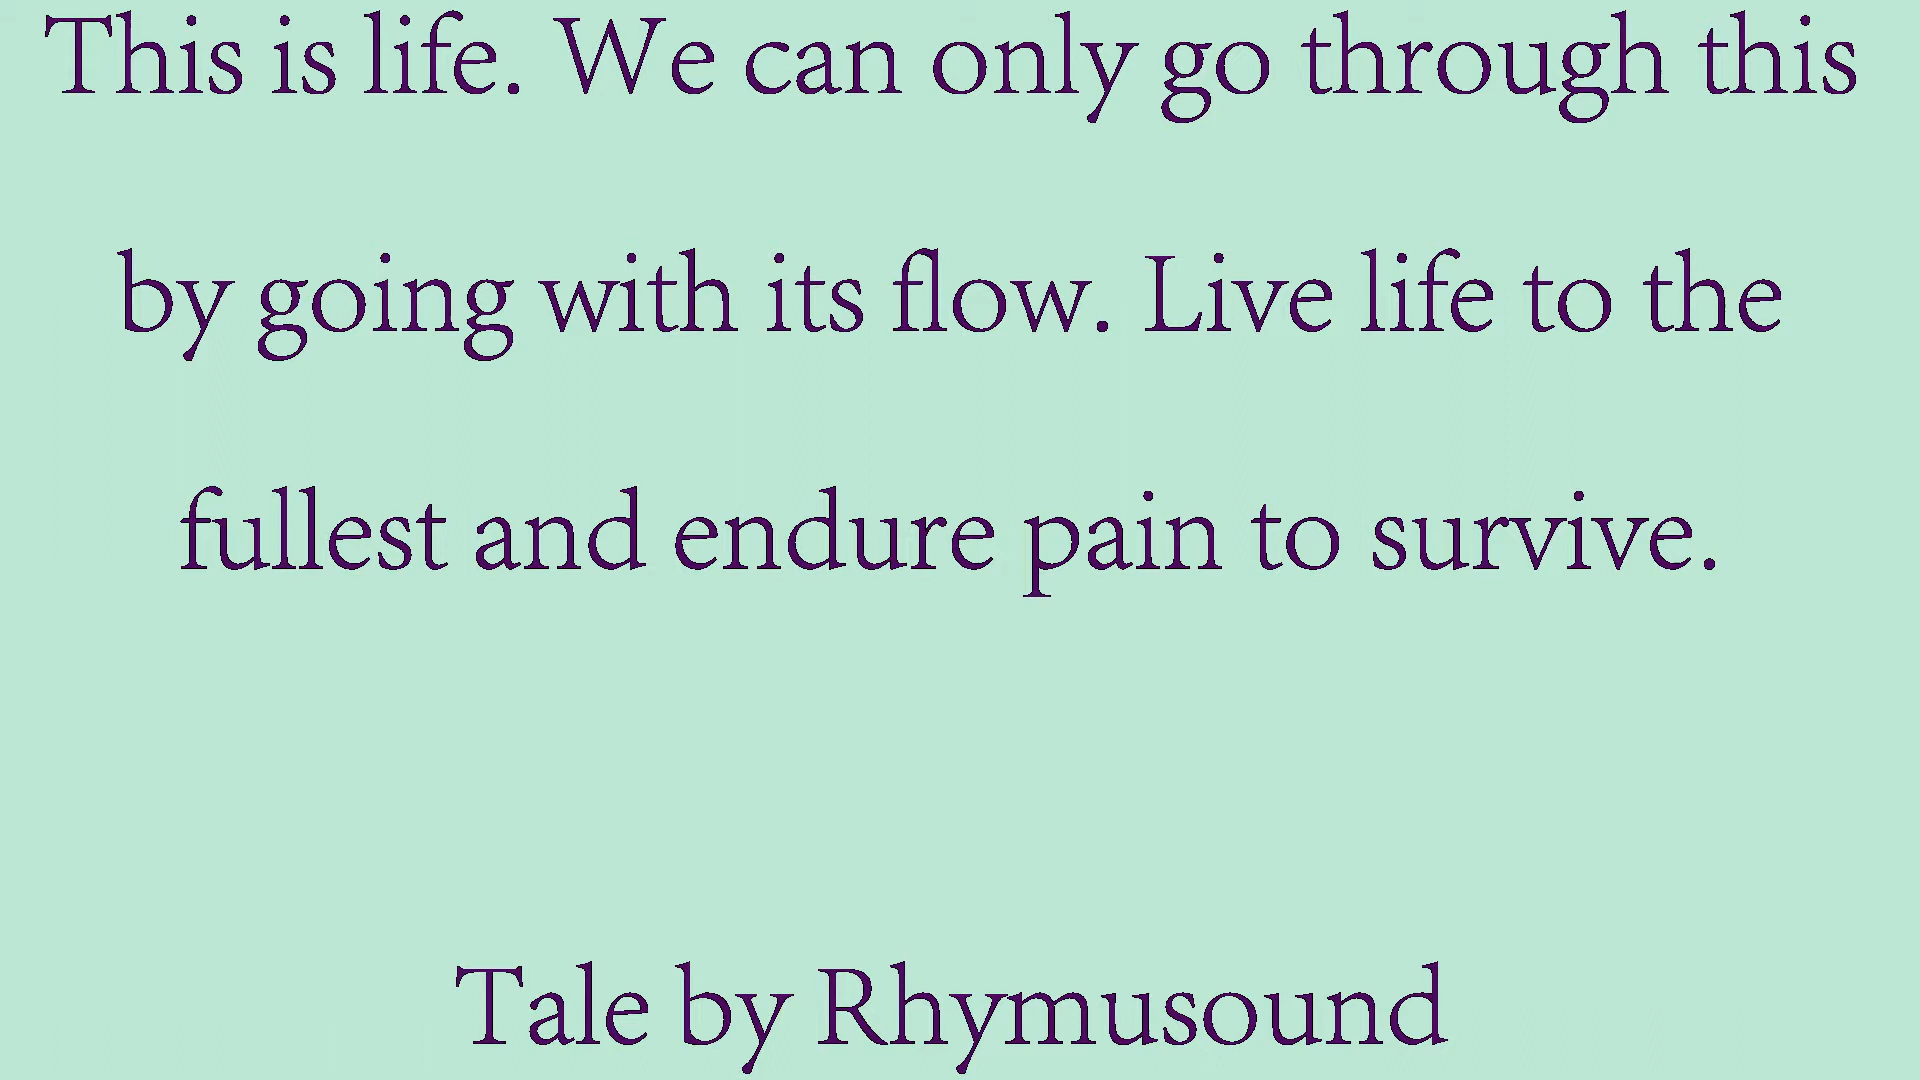 This is life. We can only go through this
by going with its flow. Live life to the
fullest and endure pain to survive.
Tale by Rhymusound